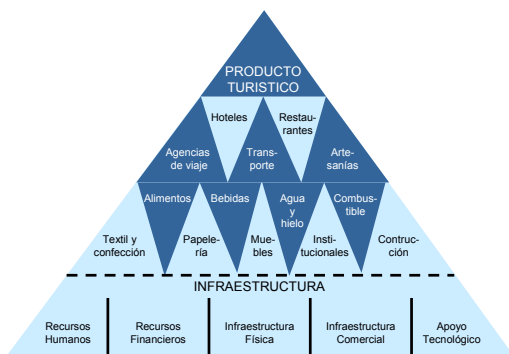 PRODUCTO
TURISTICO
Hoteles
Restau-
rantes
Agencias
de viaje
Trans-
porte
Arte-
sanías
Alimentos
Bebidas
Agua
y
hielo
Combus-
tible
Textil y
confección
Papele-
ría
Mue-
bles
Insti-
tucionales
Contruc-
ción
INFRAESTRUCTURA
Recursos
Humanos
Recursos
Financieros
Infraestructura
Física
Infraestructura
Comercial
Apoyo
Tecnológico